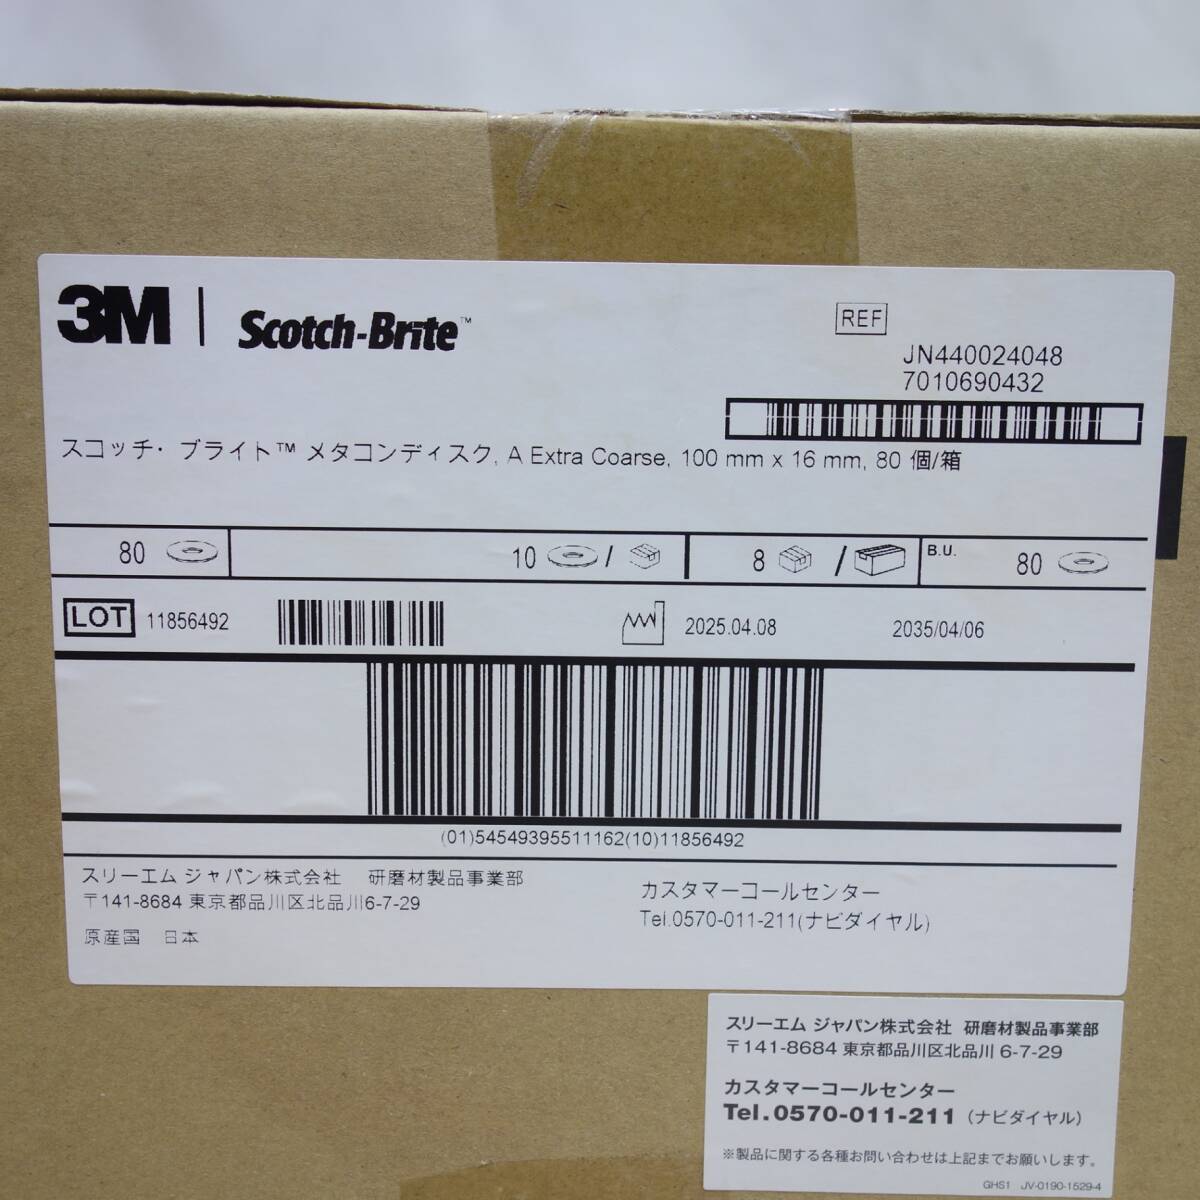 3M | Scotch-Brite™
REF
JN440024048
7010690432
スコッチ・ブライト™ メタコンディスク, A Extra Coarse, 100 mm x 16 mm, 80 個/箱
80 10 / 8 / B.U. 80
LOT 11856492 2025.04.08 2035/04/06
(01)54549395511162(10)11856492
スリーエム ジャパン株式会社 研磨材製品事業部
〒141-8684 東京都品川区北品川6-7-29
原産国 日本
カスタマーコールセンター
Tel.0570-011-211(ナビダイヤル)
スリーエム ジャパン株式会社 研磨材製品事業部
〒141-8684 東京都品川区北品川 6-7-29
カスタマーコールセンター
Tel.0570-011-211（ナビダイヤル）
※製品に関する各種お問い合わせは上記までお願いします。
GHS1 JV-0190-1529-4